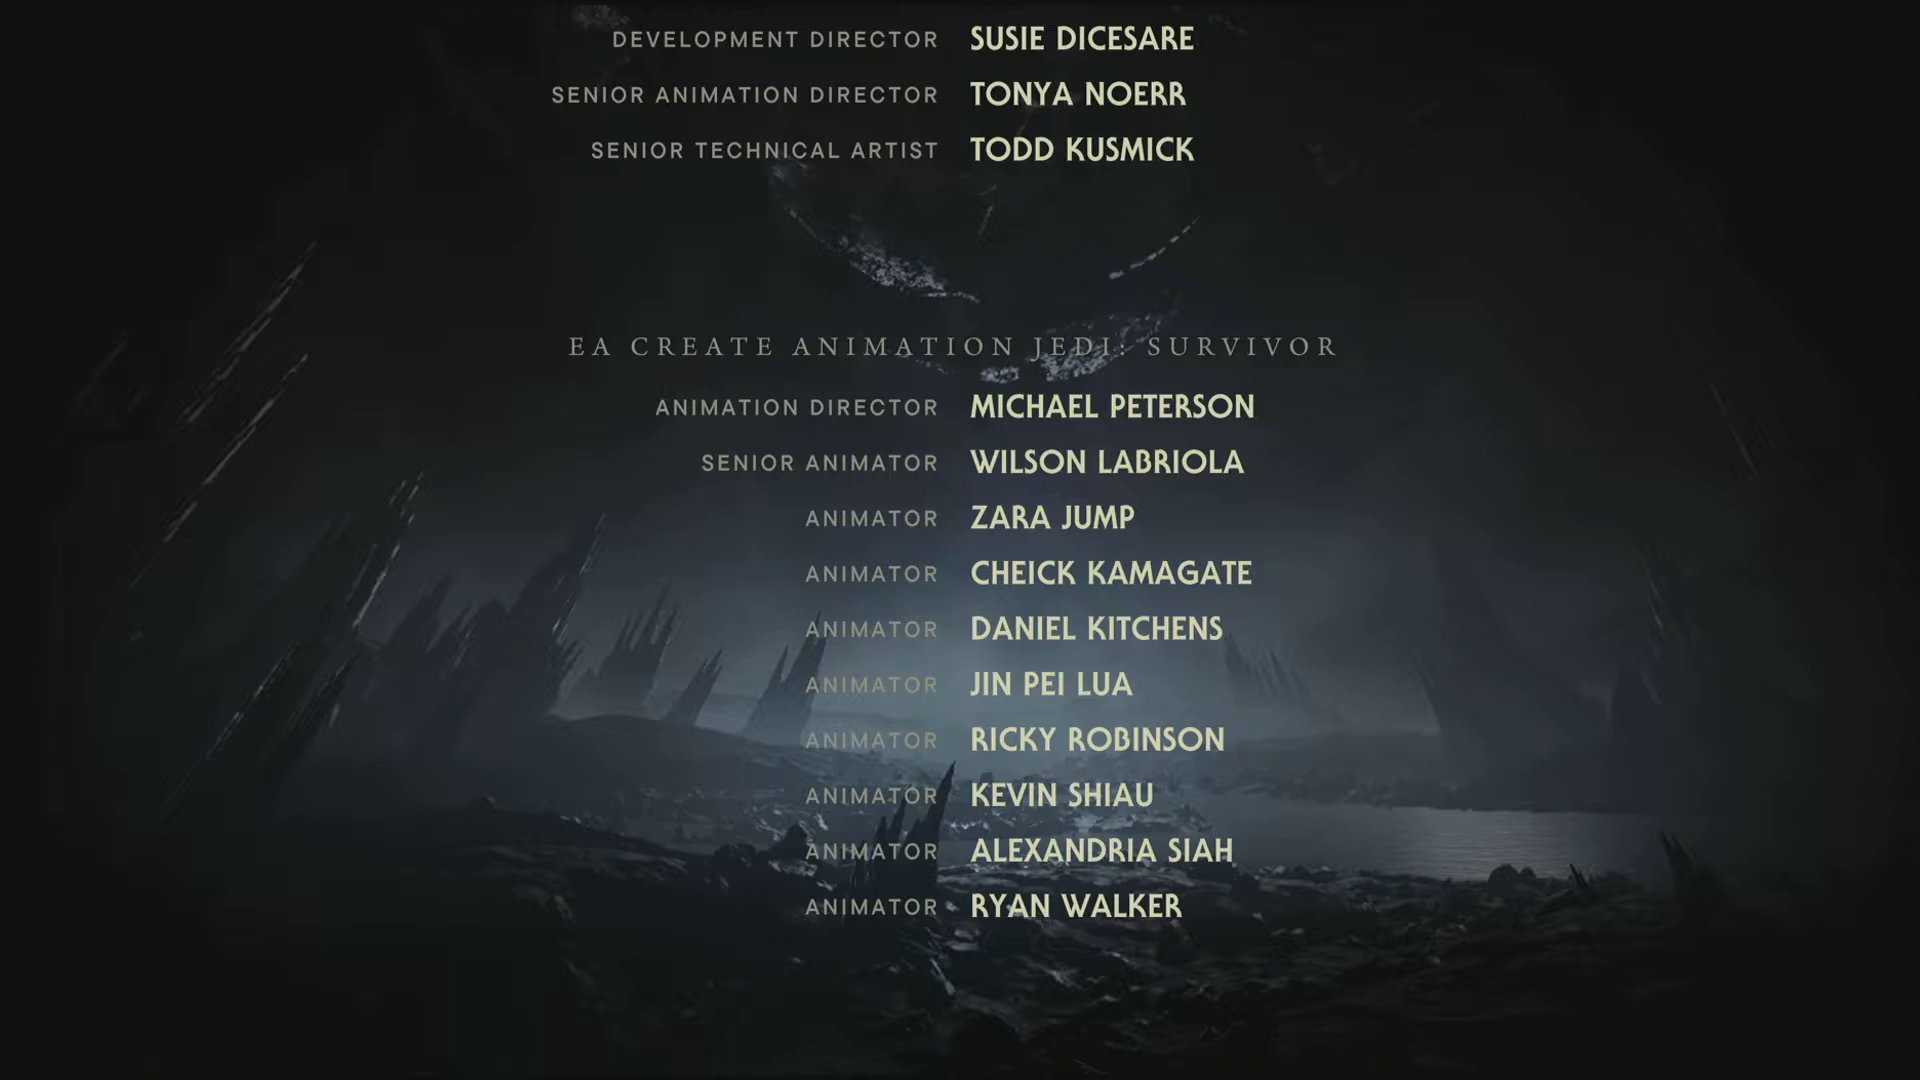 DEVELOPMENT DIRECTOR SUSIE DICESARE
SENIOR ANIMATION DIRECTOR TONYA NOERR
SENIOR TECHNICAL ARTIST TODD KUSMICK
EA CREATE ANIMATION JEDI: SURVIVOR
ANIMATION DIRECTOR MICHAEL PETERSON
SENIOR ANIMATOR WILSON LABRIOLA
ANIMATOR ZARA JUMP
ANIMATOR CHEICK KAMAGATE
ANIMATOR DANIEL KITCHENS
ANIMATOR JIN PEI LUA
ANIMATOR RICKY ROBINSON
ANIMATOR KEVIN SHIAU
ANIMATOR ALEXANDRIA SIAH
ANIMATOR RYAN WALKER